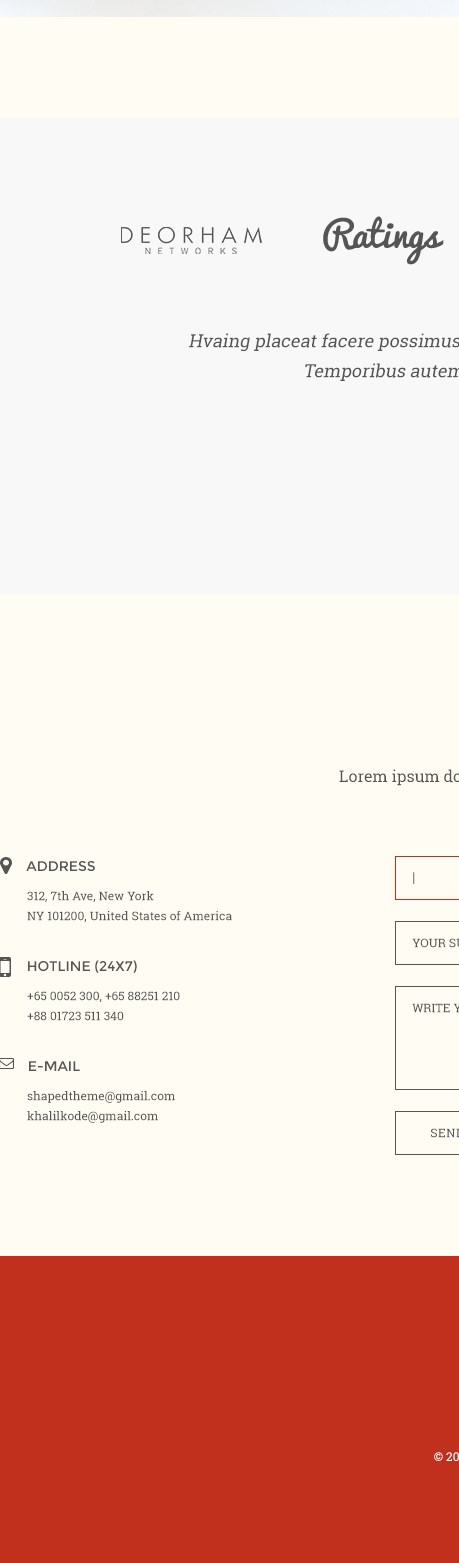 DEORHAM
NETWORKS
Ratings
Hvaing placeat facere possimus
Temporibus autem
Lorem ipsum do
ADDRESS
312, 7th Ave, New York
NY 101200, United States of America
HOTLINE (24X7)
+65 0052 300, +65 88251 210
+88 01723 511 340
E-MAIL
shapedtheme@gmail.com
khalilkode@gmail.com
YOUR SU
WRITE Y
SEND
© 20